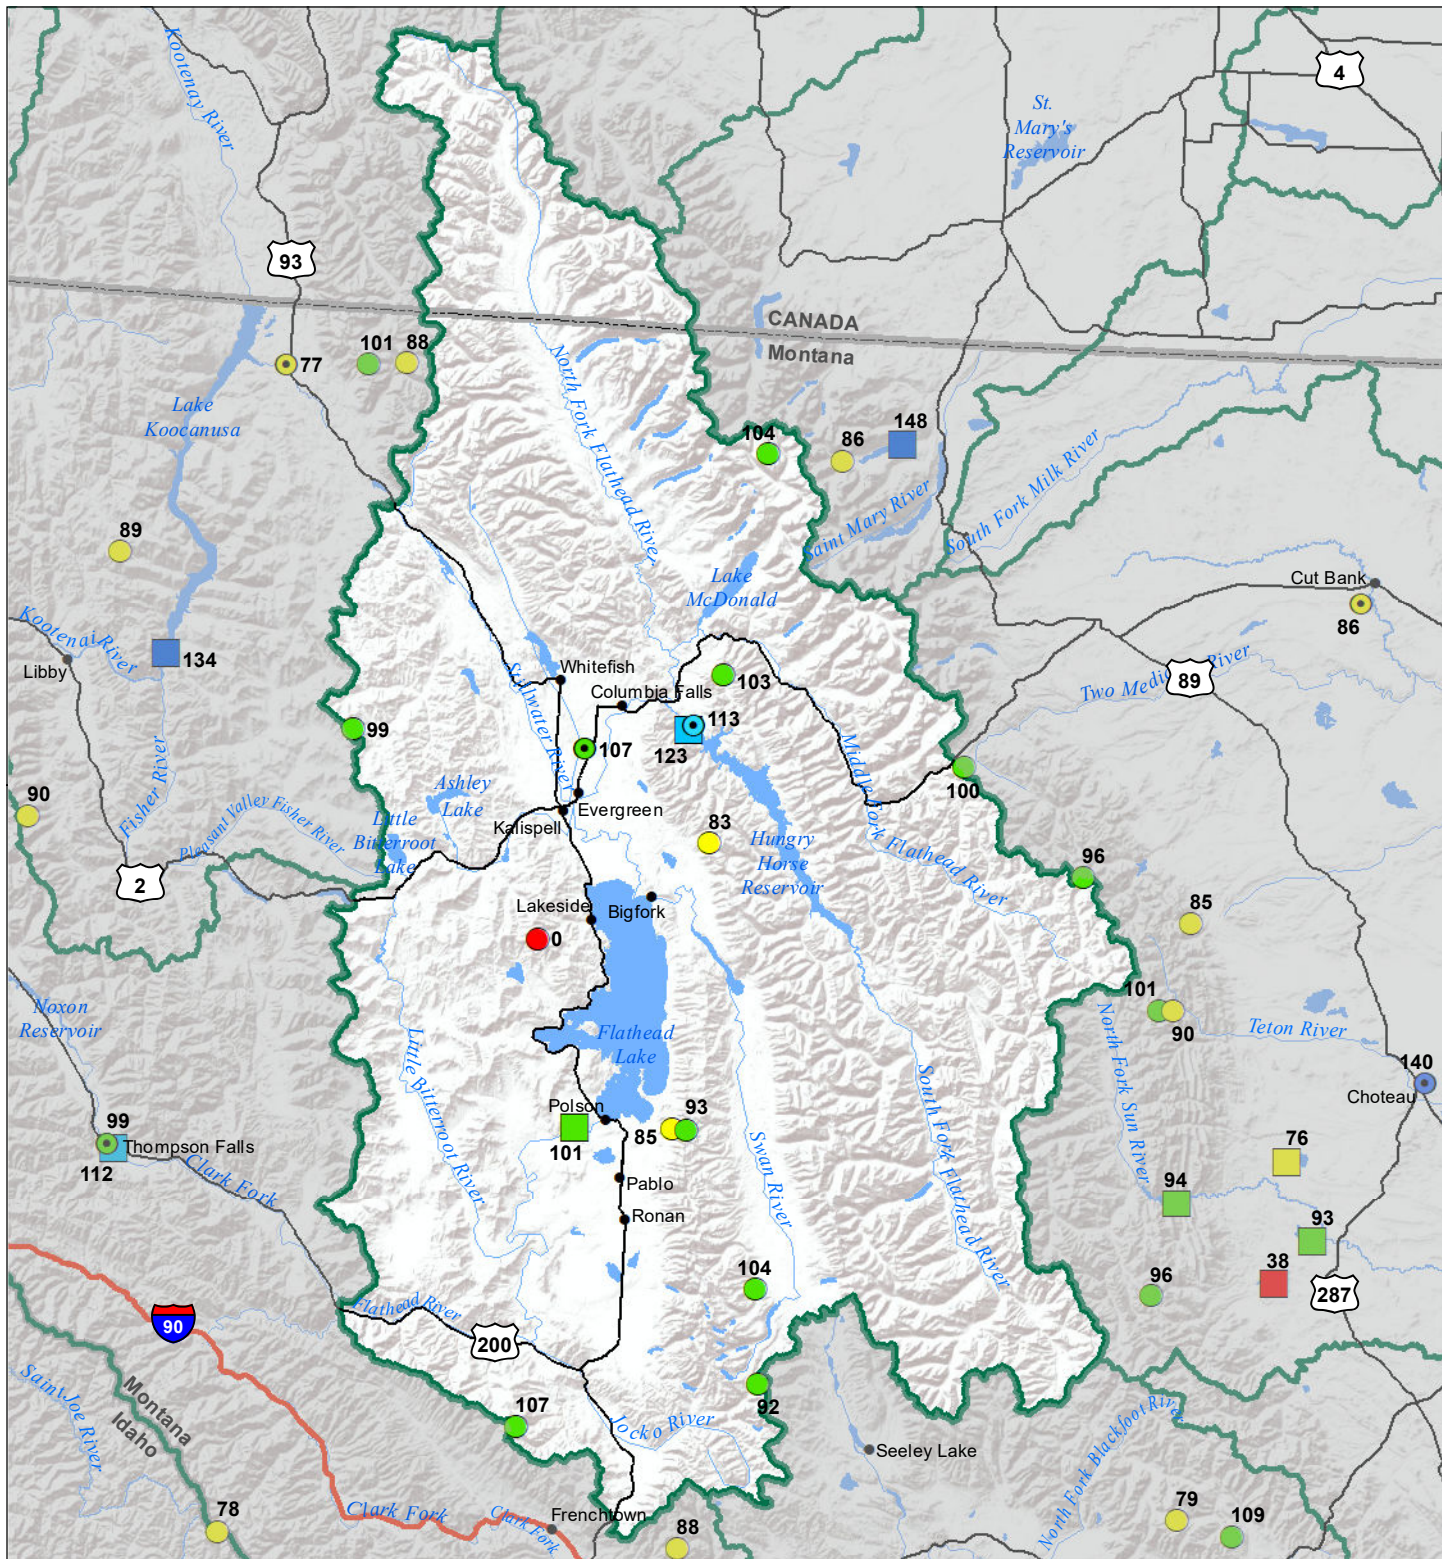 Kootenay River
4
St.
Mary's
Reservoir
93
CANADA
Montana
101
88
77
Lake
Koocanusa
North Fork Flathead River
104
86
148
Saint Mary River
South Fork Milk River
89
Lake
McDonald
Cut Bank
86
Kootenai River
Libby
134
Whitefish
Columbia Falls
103
Two Medic River
89
99
Stillwater River
107
113
123
Middle Fork Flathead River
100
90
Fisher River
Pleasant Valley Fisher River
Ashley
Lake
Little
Bitterroot
Lake
Kalispell
Evergreen
83
Hungry
Horse
Reservoir
96
2
Lakeside
Bigfork
85
0
Noxon
Reservoir
101
90
Teton River
Flathead
Lake
Little Bitterroot River
North Fork Sun River
South Fork Flathead River
140
Choteau
99
Thompson Falls
112
Clark Fork
Polson
101
85
93
Swan River
76
94
Pablo
Ronan
93
104
96
38
287
Flathead River
90
200
Saint Joe River
Montana
Idaho
107
Jocko River
92
Seeley Lake
North Fork Blackfoot River
78
Clark Fork
Clark Fork
Frenchtown
88
79
109